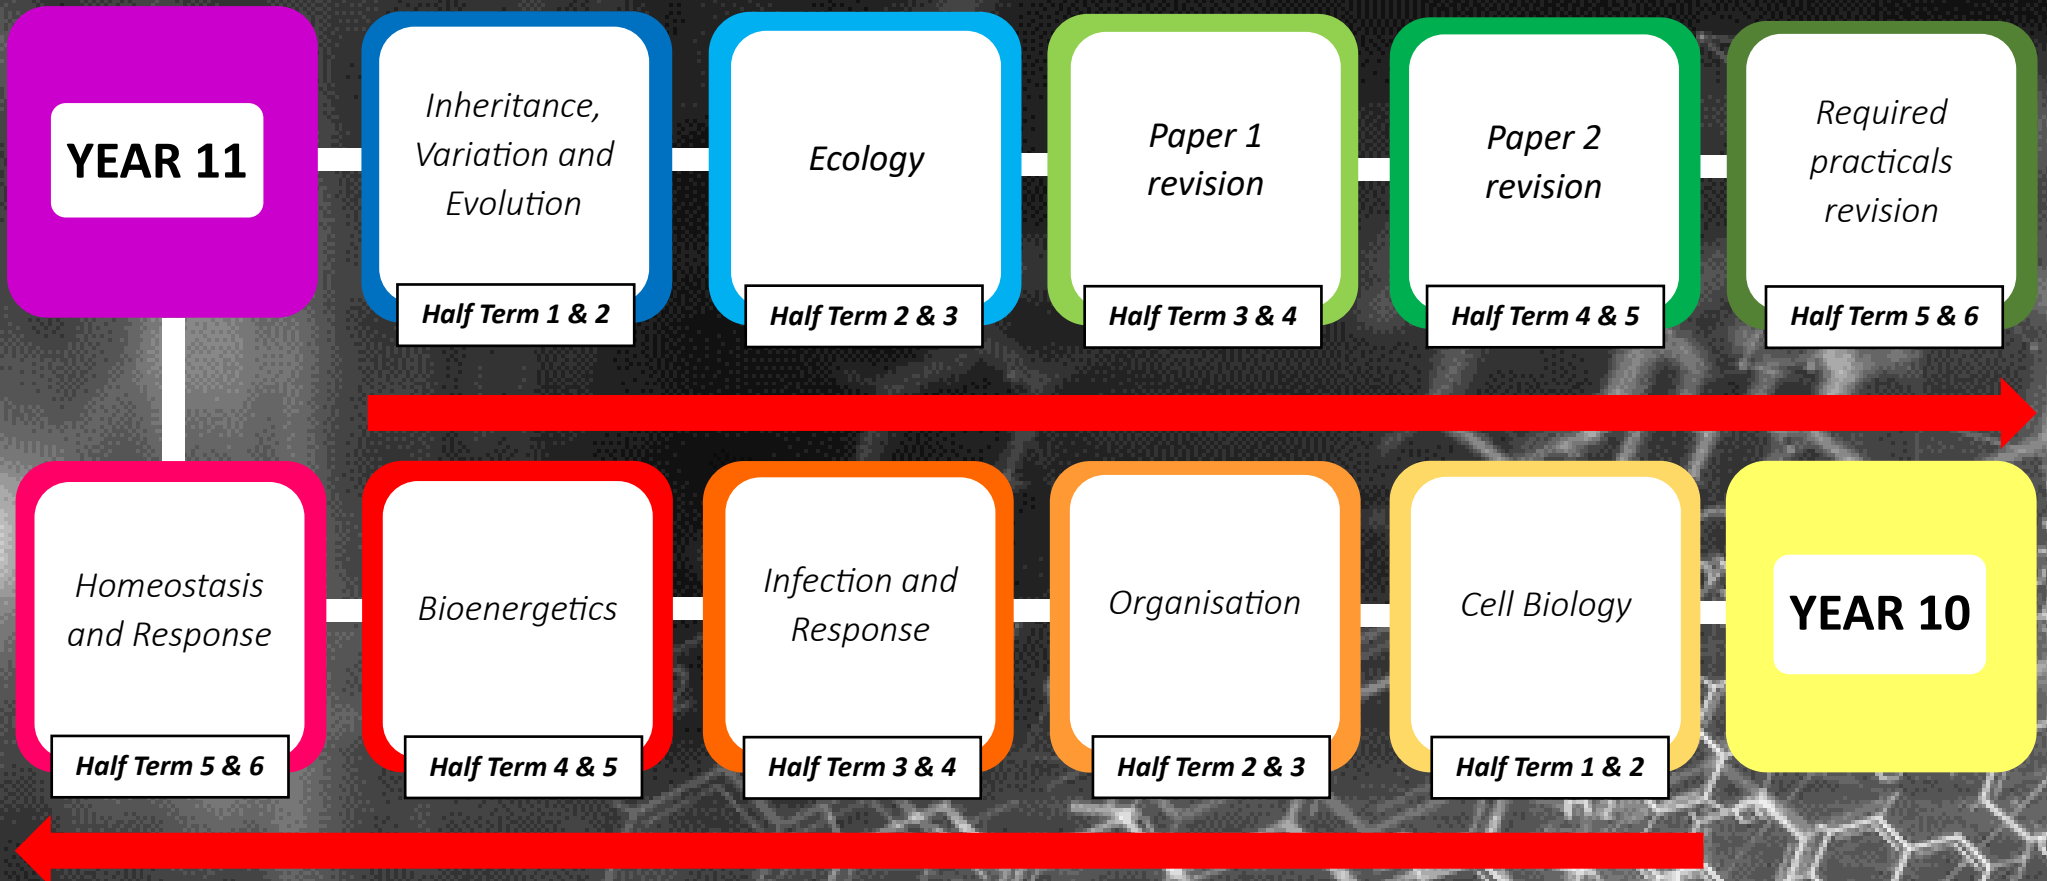 YEAR 11
Inheritance,
Variation and
Evolution
Half Term 1 & 2
Ecology
Half Term 2 & 3
Paper 1
revision
Half Term 3 & 4
Paper 2
revision
Half Term 4 & 5
Required
practicals
revision
Half Term 5 & 6
Homeostasis
and Response
Half Term 5 & 6
Bioenergetics
Half Term 4 & 5
Infection and
Response
Half Term 3 & 4
Organisation
Half Term 2 & 3
Cell Biology
Half Term 1 & 2
YEAR 10